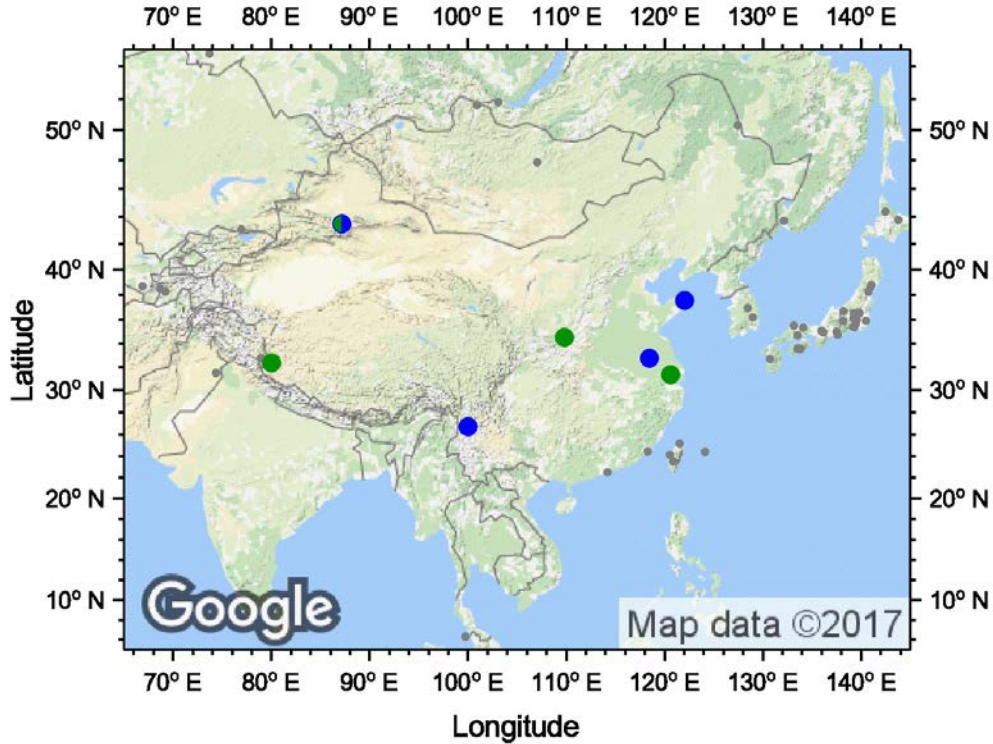 70° E 80° E 90° E 100° E 110° E 120° E 130° E 140° E
50° N 50° N
40° N 40° N
Latitude
30° N 30° N
20° N 20° N
10° N 10° N
Google
Map data ©2017
70° E 80° E 90° E 100° E 110° E 120° E 130° E 140° E
Longitude